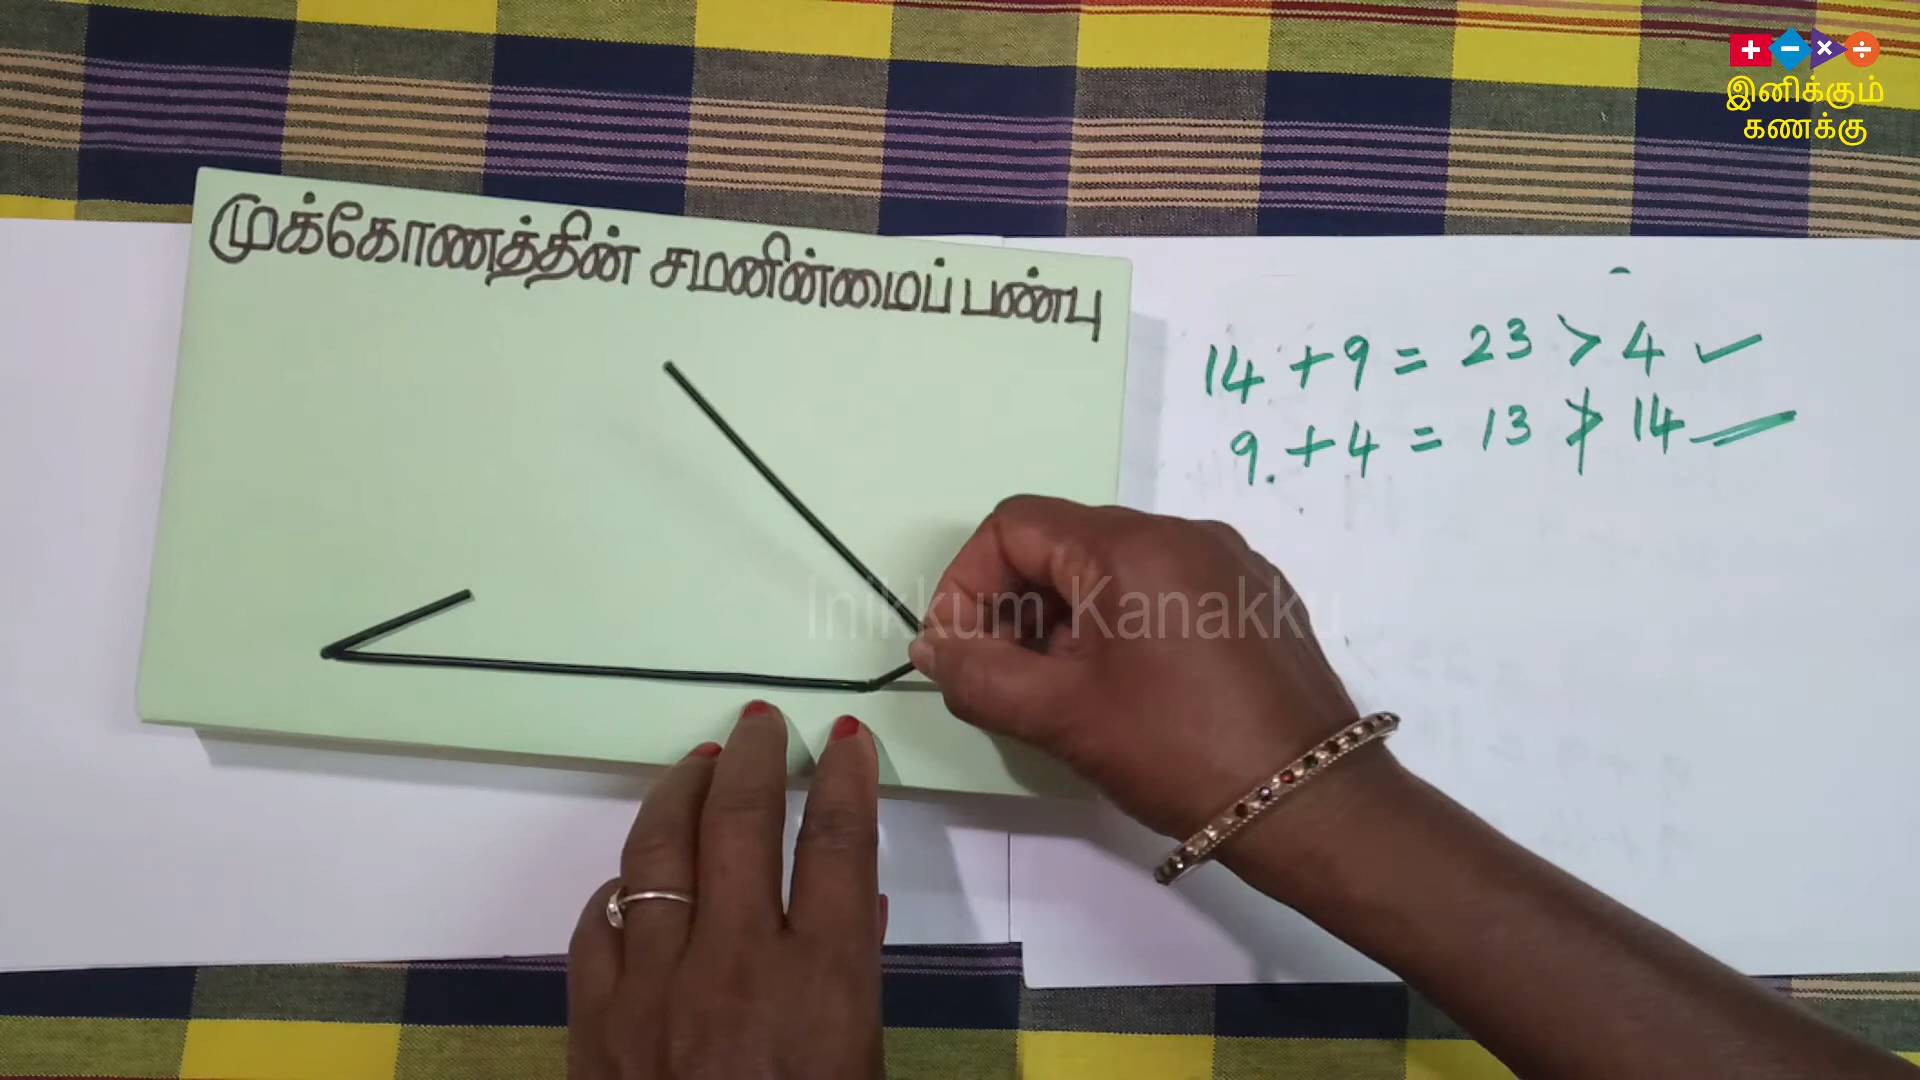 இனிக்கும்
கணக்கு
முக்கோணத்தின் சமனின்மைப் பண்பு
14 + 9 = 23 > 4 ✓
9 + 4 = 13 ≯ 14
Inikkum Kanakku